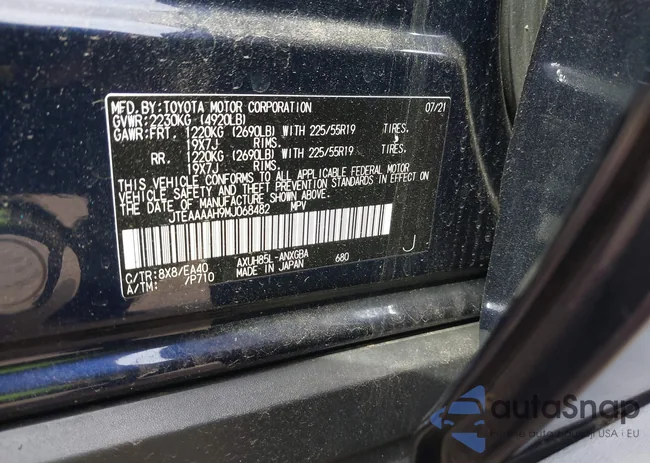 MFD. BY: TOYOTA MOTOR CORPORATION 07/21
GVWR: 2230KG (4920LB)
GAWR: FRT. 1220KG (2690LB) WITH 225/55R19 TIRES.
19X7J RIMS.
RR. 1220KG (2690LB) WITH 225/55R19 TIRES.
19X7J RIMS.
THIS VEHICLE CONFORMS TO ALL APPLICABLE FEDERAL MOTOR
VEHICLE SAFETY AND THEFT PREVENTION STANDARDS IN EFFECT ON
THE DATE OF MANUFACTURE SHOWN ABOVE.
JTEAAAAH9MJ068482 MPV
AXUH85L-ANXGBA 680 J
C/TR: 8X8/EA40 MADE IN JAPAN
A/TM: /P710
autoSnap
USA i EU